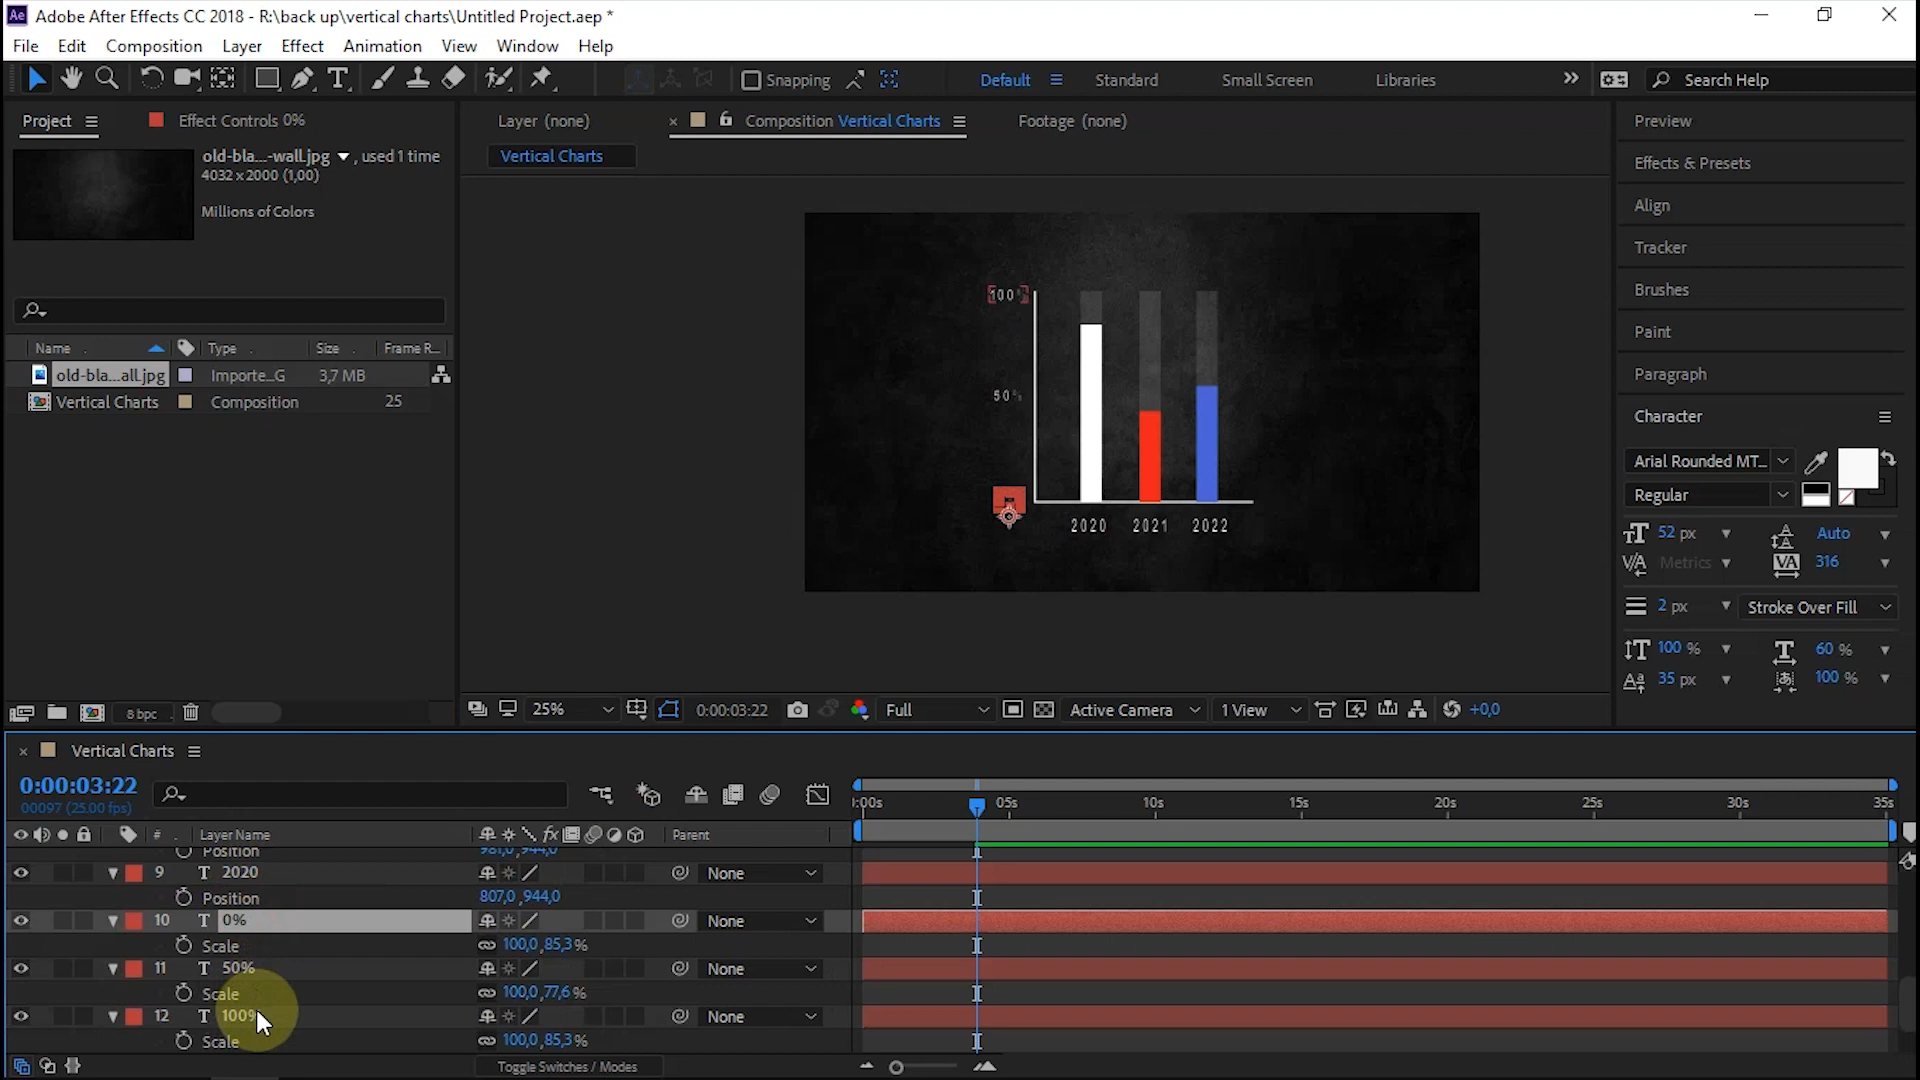 Ae Adobe After Effects CC 2018 - R:\back up\vertical charts\Untitled Project.aep *
File Edit Composition Layer Effect Animation View Window Help
Snapping Default Standard Small Screen Libraries Search Help
Project Effect Controls 0% Layer (none) Composition Vertical Charts Footage (none) Preview
old-bla...-wall.jpg , used 1 time
Vertical Charts
Effects & Presets
4032 x 2000 (1,00)
Millions of Colors
Align
Tracker
Brushes
Paint
Paragraph
Character
Name Type Size Frame R...
old-bla...all.jpg Importe...G 3,7 MB
Vertical Charts Composition 25
100
50%
2020 2021 2022
Arial Rounded MT...
Regular
52 px Auto
Metrics 316
2 px Stroke Over Fill
100 % 60 %
35 px 100 %
8 bpc 25% 0:00:03:22 Full Active Camera 1 View +0,0
Vertical Charts
0:00:03:22
00097 (25.00 fps)
:00s 05s 10s 15s 20s 25s 30s 35s
# Layer Name Parent
Position 981,0 ,944,0
9 T 2020 None
Position 807,0 ,944,0
10 T 0% None
Scale 100,0 ,85,3 %
11 T 50% None
Scale 100,0 ,77,6 %
12 T 100% None
Scale 100,0 ,85,3 %
Toggle Switches / Modes